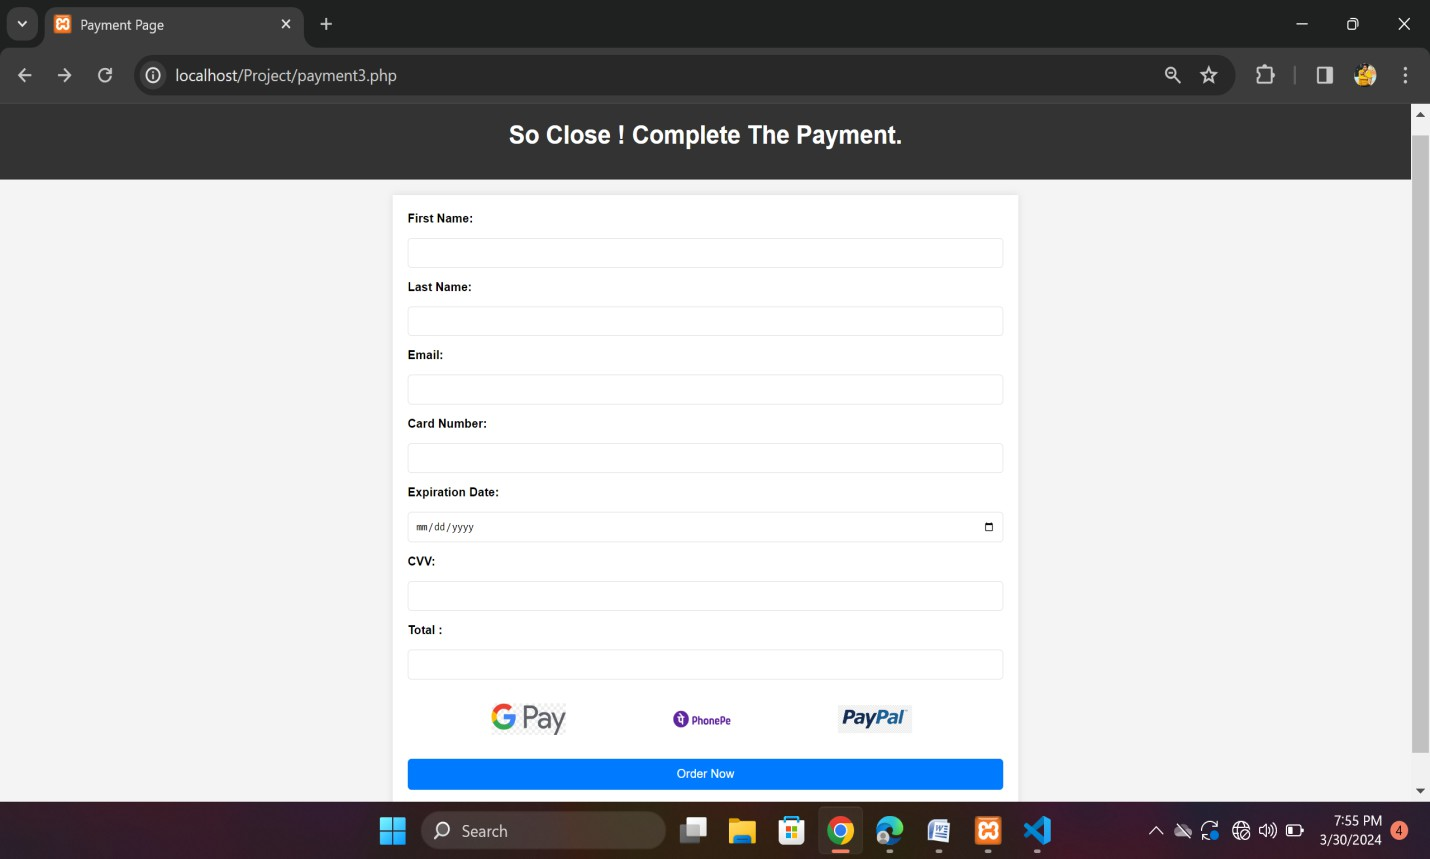 Payment Page
localhost/Project/payment3.php
So Close ! Complete The Payment.
First Name:
Last Name:
Email:
Card Number:
Expiration Date:
mm/dd/yyyy
CVV:
Total :
G Pay PhonePe PayPal
Order Now
Search
7:55 PM
3/30/2024
4